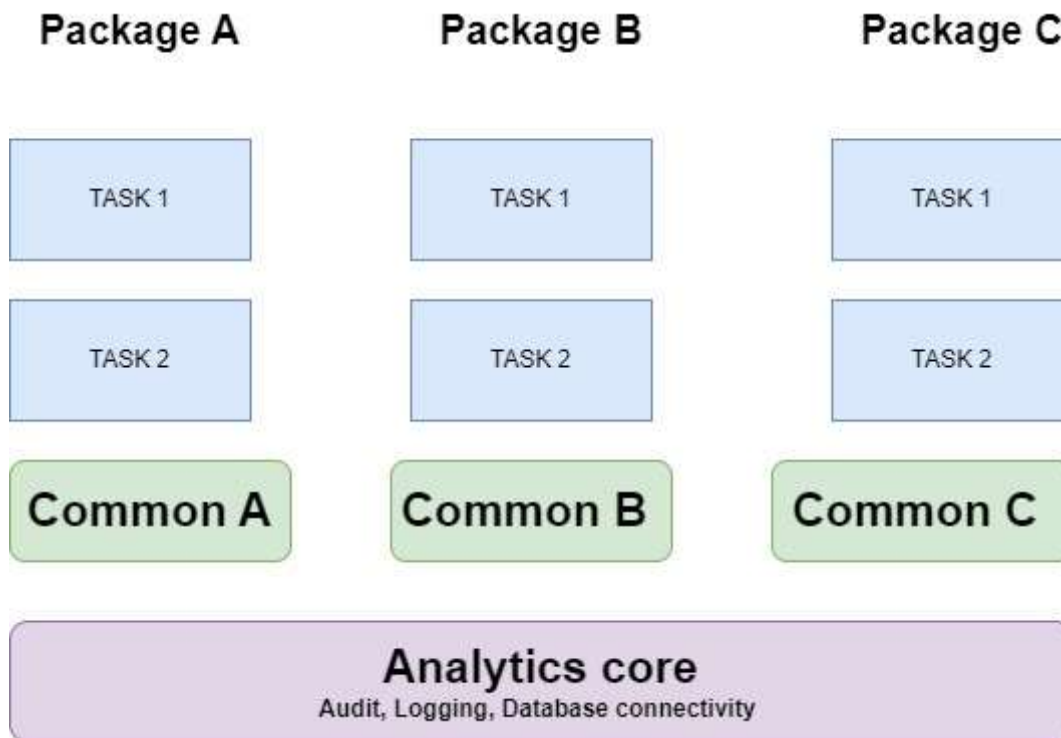 Package A
Package B
Package C
TASK 1
TASK 1
TASK 1
TASK 2
TASK 2
TASK 2
Common A
Common B
Common C
Analytics core
Audit, Logging, Database connectivity